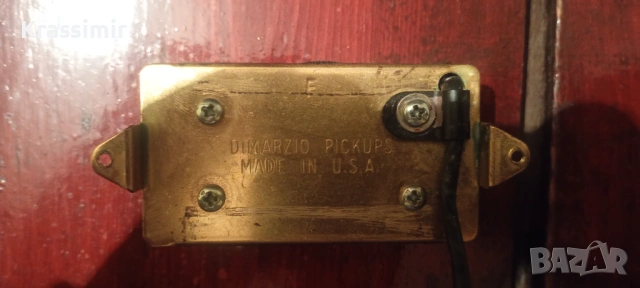 Krassimir
E
DIMARZIO PICKUPS
MADE IN U.S.A.
BAZAR